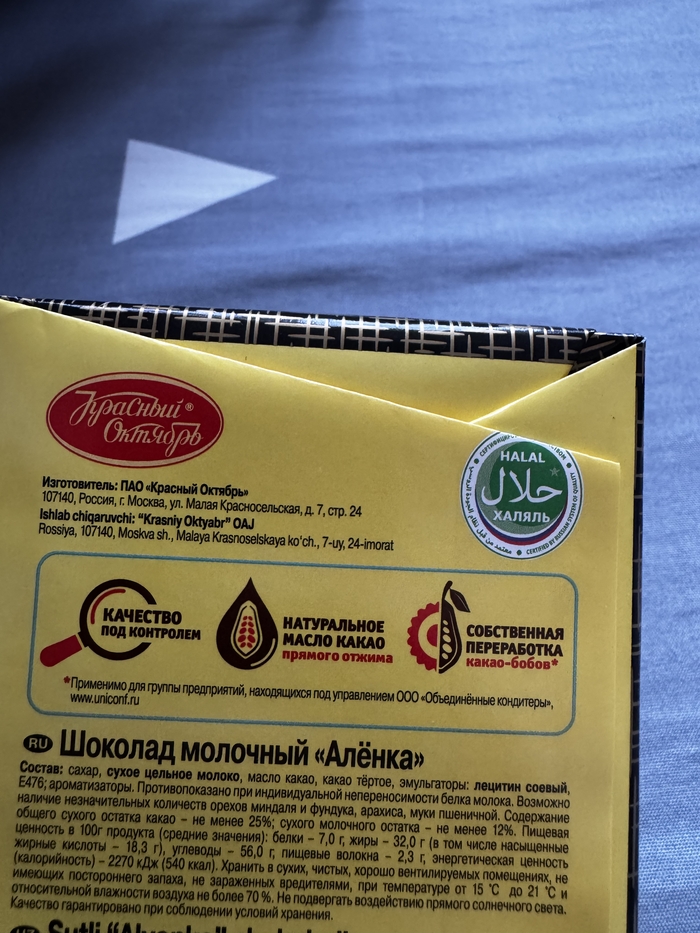 Красный®
Октябрь
HALAL
حلال
ХАЛЯЛЬ
CERTIFIED BY RUSSIAN SYSTEM OF QUALITY
Изготовитель: ПАО «Красный Октябрь»
107140, Россия, г. Москва, ул. Малая Красносельская, д. 7, стр. 24
Ishlab chiqaruvchi: “Krasniy Oktyabr” OAJ
Rossiya, 107140, Moskva sh., Malaya Krasnoselskaya ko‘ch., 7-uy, 24-imorat
КАЧЕСТВО
ПОД КОНТРОЛЕМ
НАТУРАЛЬНОЕ
МАСЛО КАКАО
прямого отжима
СОБСТВЕННАЯ
ПЕРЕРАБОТКА
какао-бобов*
*Применимо для группы предприятий, находящихся под управлением ООО «Объединённые кондитеры»,
www.uniconf.ru
RU Шоколад молочный «Алёнка»
Состав: сахар, сухое цельное молоко, масло какао, какао тёртое, эмульгаторы: лецитин соевый,
Е476; ароматизаторы. Противопоказано при индивидуальной непереносимости белка молока. Возможно
наличие незначительных количеств орехов миндаля и фундука, арахиса, муки пшеничной. Содержание
общего сухого остатка какао – не менее 25%; сухого молочного остатка – не менее 12%. Пищевая
ценность в 100г продукта (средние значения): белки – 7,0 г, жиры – 32,0 г (в том числе насыщенные
жирные кислоты – 18,3 г), углеводы – 56,0 г, пищевые волокна – 2,3 г, энергетическая ценность
(калорийность) – 2270 кДж (540 ккал). Хранить в сухих, чистых, хорошо вентилируемых помещениях, не
имеющих постороннего запаха, не зараженных вредителями, при температуре от 15 °C до 21 °C и
относительной влажности воздуха не более 70 %. Не подвергать воздействию прямого солнечного света.
Качество гарантировано при соблюдении условий хранения.